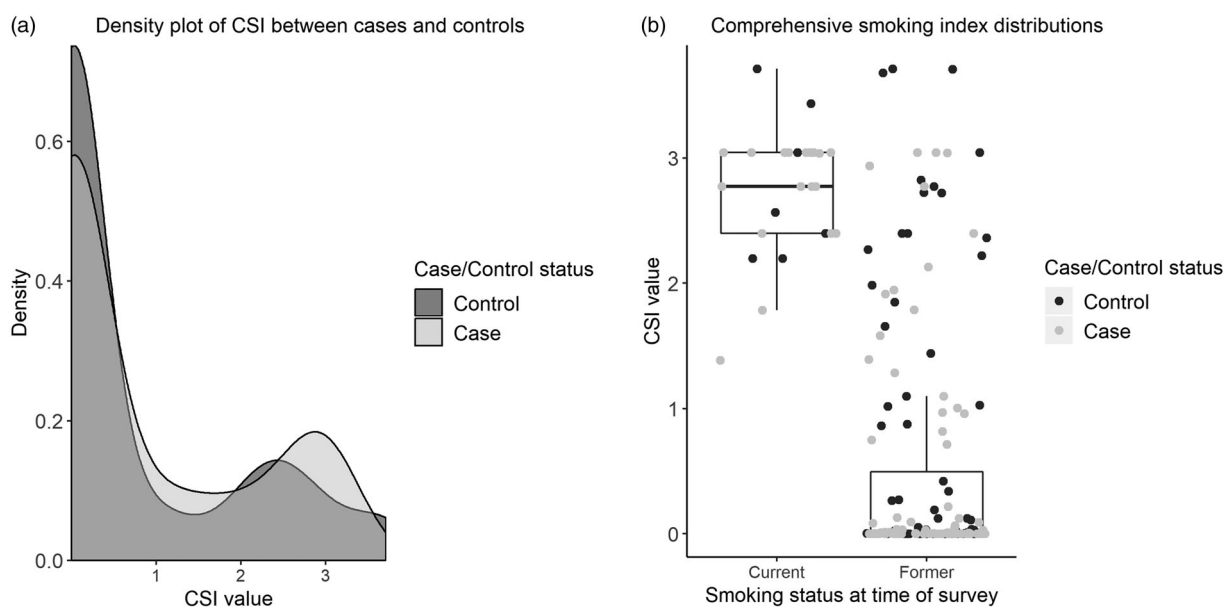 (a)
Density plot of CSI between cases and controls
0.6
0.4
0.2
0.0
Density
1 2 3
CSI value
Case/Control status
Control
Case
(b)
Comprehensive smoking index distributions
3
2
1
0
CSI value
Current Former
Smoking status at time of survey
Case/Control status
Control
Case